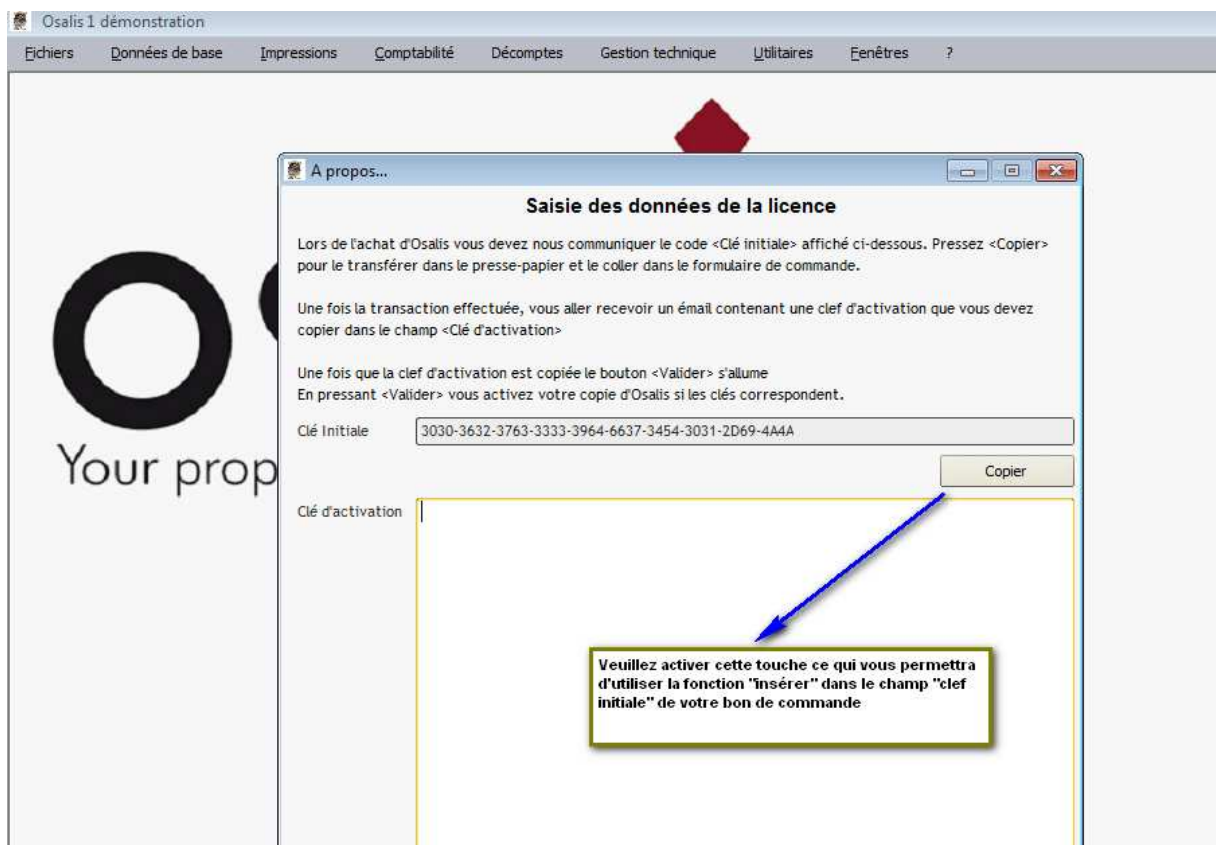 Osalis 1 démonstration
Fichiers Données de base Impressions Comptabilité Décomptes Gestion technique Utilitaires Fenêtres ?
A propos...
Saisie des données de la licence
Lors de l'achat d'Osalis vous devez nous communiquer le code <Clé initiale> affiché ci-dessous. Pressez <Copier>
pour le transférer dans le presse-papier et le coller dans le formulaire de commande.
Une fois la transaction effectuée, vous aller recevoir un émail contenant une clef d'activation que vous devez
copier dans le champ <Clé d'activation>
Une fois que la clef d'activation est copiée le bouton <Valider> s'allume
En pressant <Valider> vous activez votre copie d'Osalis si les clés correspondent.
Clé Initiale 3030-3632-3763-3333-3964-6637-3454-3031-2D69-4A4A
Your prop
Copier
Clé d'activation
Veuillez activer cette touche ce qui vous permettra
d'utiliser la fonction "insérer" dans le champ "clef
initiale" de votre bon de commande